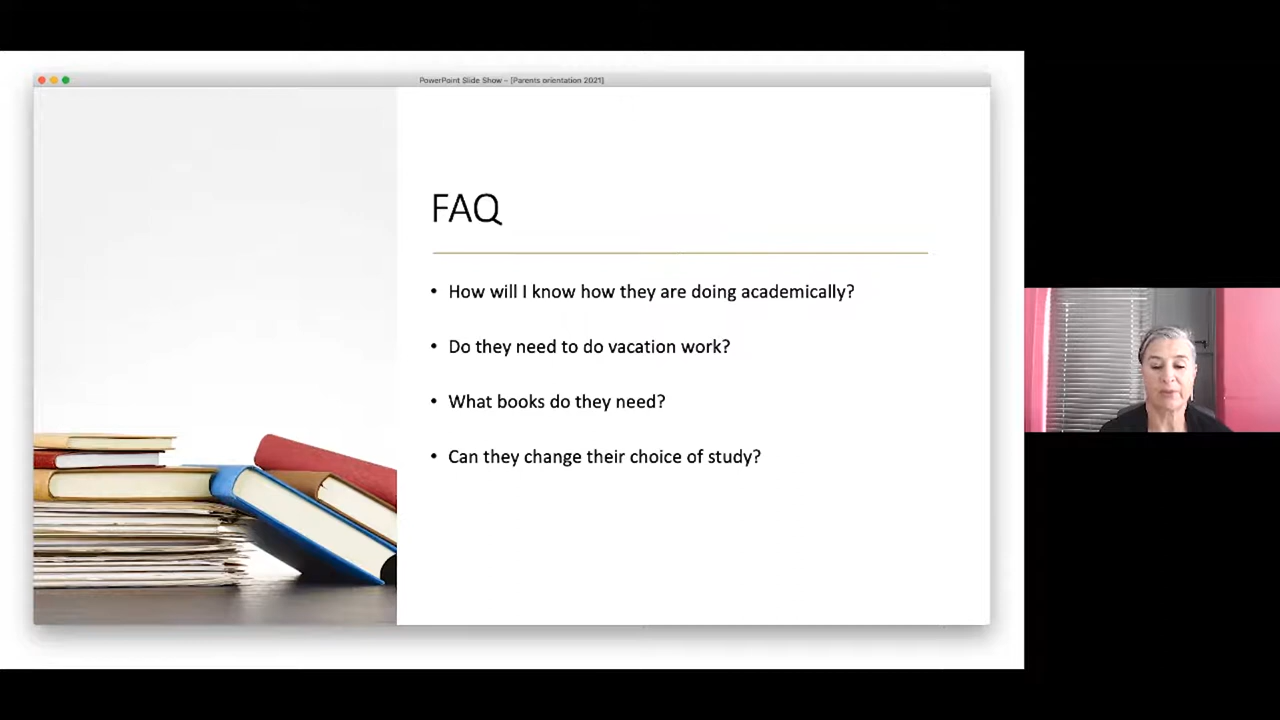 PowerPoint Slide Show - [Parents orientation 2021]
FAQ
• How will I know how they are doing academically?
• Do they need to do vacation work?
• What books do they need?
• Can they change their choice of study?